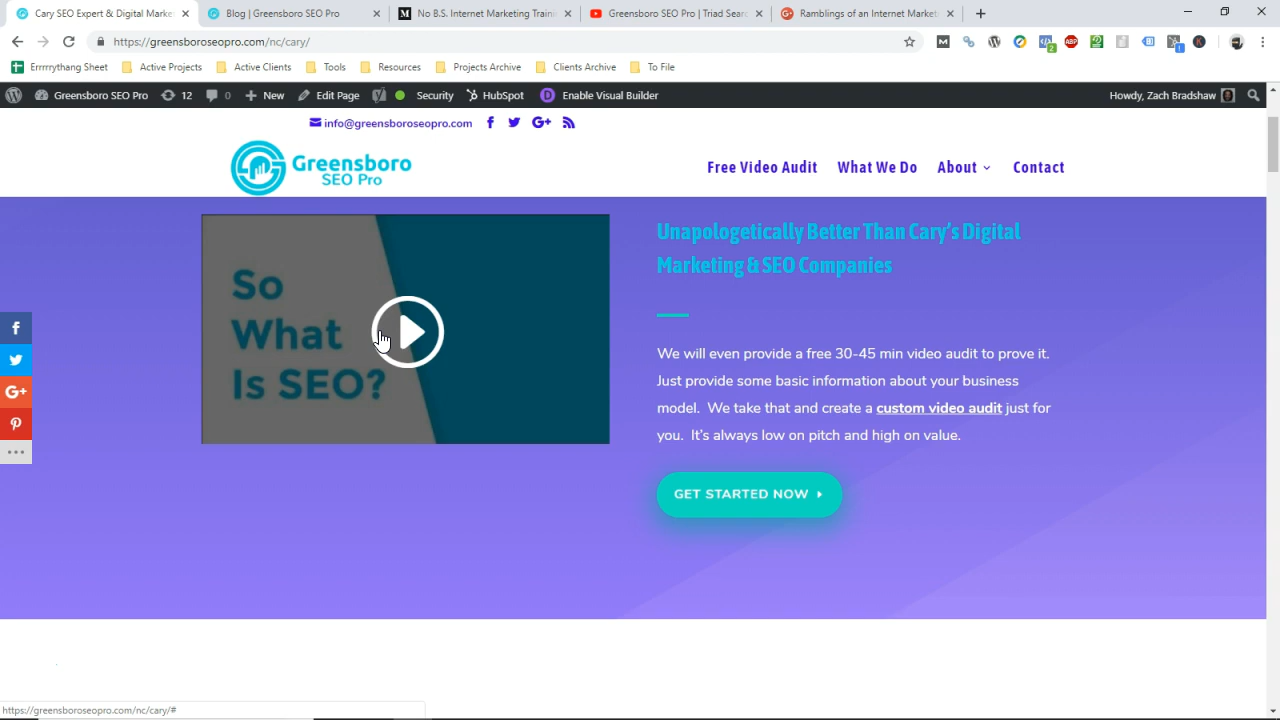 Cary SEO Expert & Digital Marke
Blog | Greensboro SEO Pro
No B.S. Internet Marketing Traini
Greensboro SEO Pro | Triad Searc
Ramblings of an Internet Market
https://greensboroseopro.com/nc/cary/
Errrrrythang Sheet
Active Projects
Active Clients
Tools
Resources
Projects Archive
Clients Archive
To File
Greensboro SEO Pro
12
0
New
Edit Page
Security
HubSpot
Enable Visual Builder
Howdy, Zach Bradshaw
info@greensboroseopro.com
Greensboro
SEO Pro
Free Video Audit
What We Do
About
Contact
So
What
Is SEO?
Unapologetically Better Than Cary's Digital
Marketing & SEO Companies
We will even provide a free 30-45 min video audit to prove it.
Just provide some basic information about your business
model. We take that and create a custom video audit just for
you. It's always low on pitch and high on value.
GET STARTED NOW
https://greensboroseopro.com/nc/cary/#